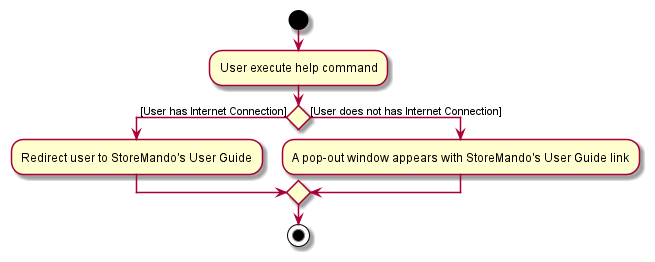 User execute help command
[User has Internet Connection]
[User does not has Internet Connection]
Redirect user to StoreMando's User Guide
A pop-out window appears with StoreMando's User Guide link